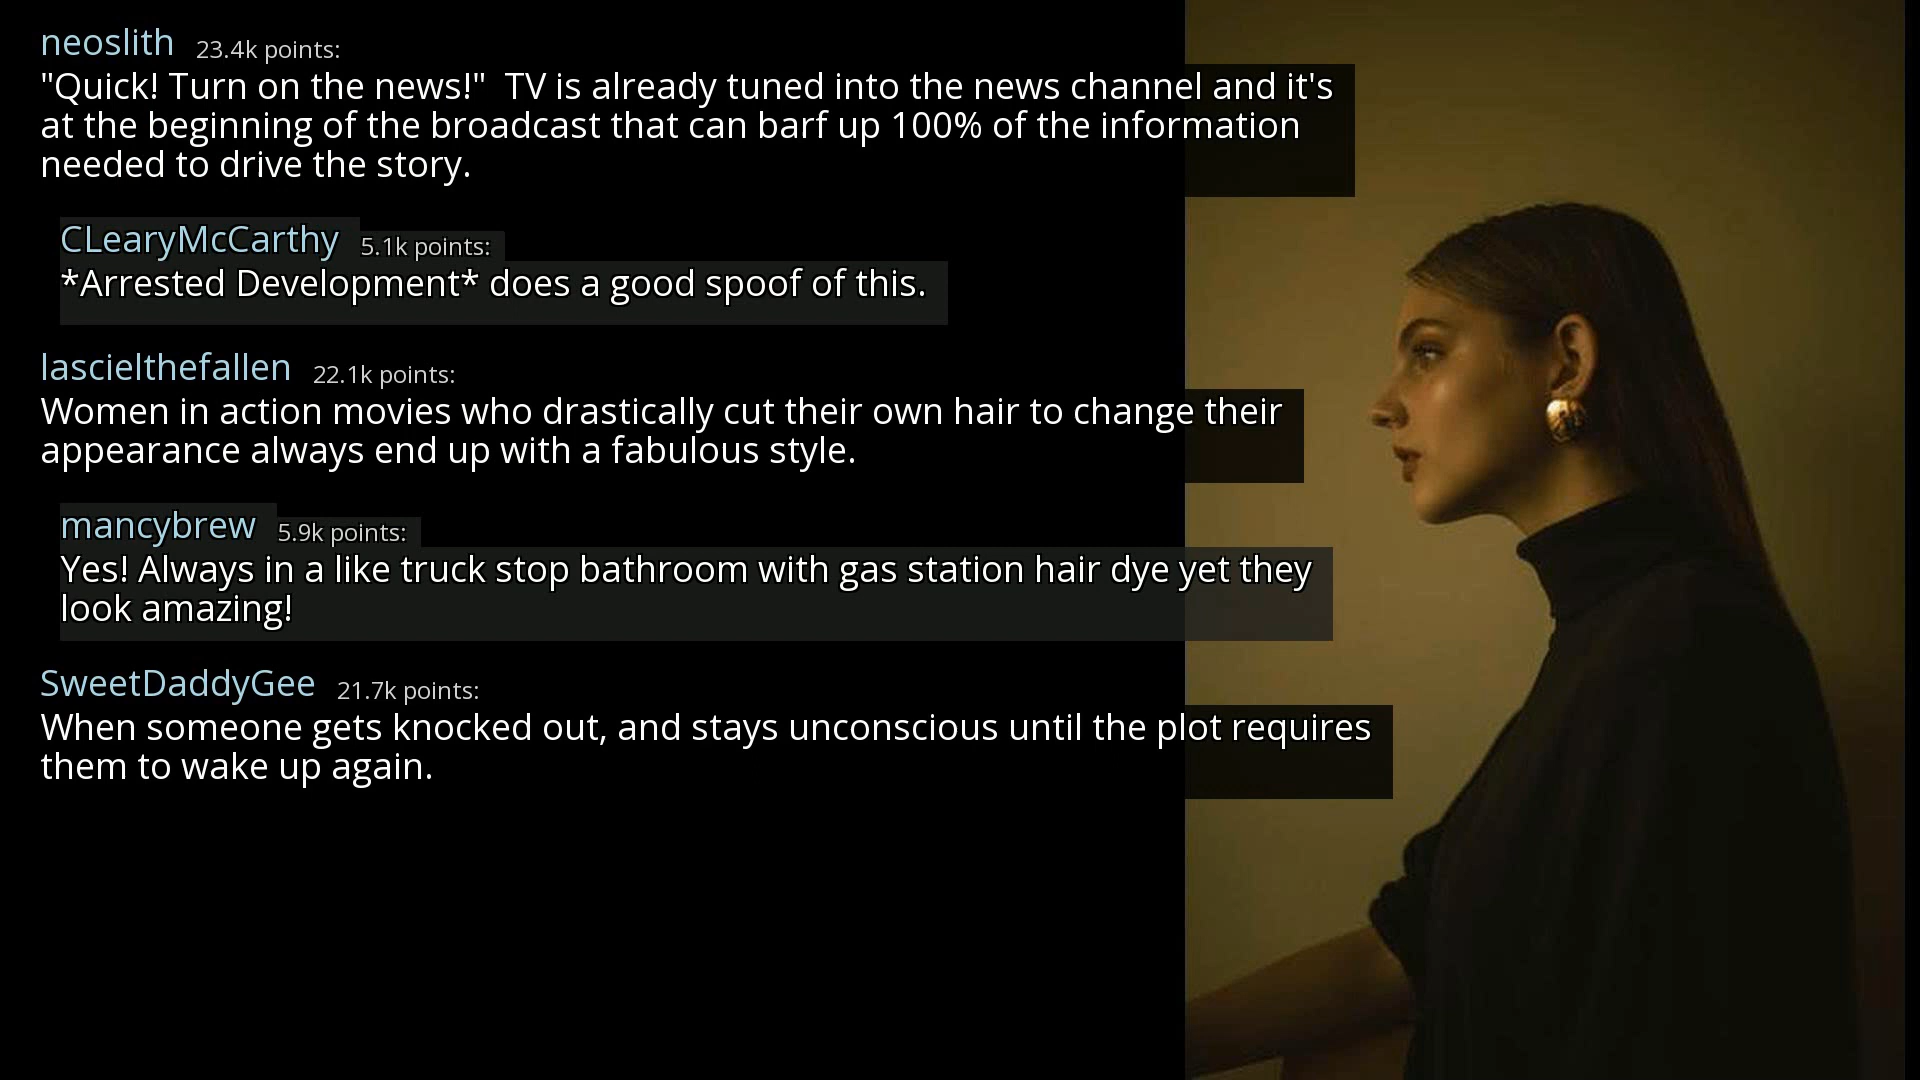 neoslith 23.4k points:
"Quick! Turn on the news!"  TV is already tuned into the news channel and it's
at the beginning of the broadcast that can barf up 100% of the information
needed to drive the story.
CLearyMcCarthy 5.1k points:
*Arrested Development* does a good spoof of this.
lascielthefallen 22.1k points:
Women in action movies who drastically cut their own hair to change their
appearance always end up with a fabulous style.
mancybrew 5.9k points:
Yes! Always in a like truck stop bathroom with gas station hair dye yet they
look amazing!
SweetDaddyGee 21.7k points:
When someone gets knocked out, and stays unconscious until the plot requires
them to wake up again.